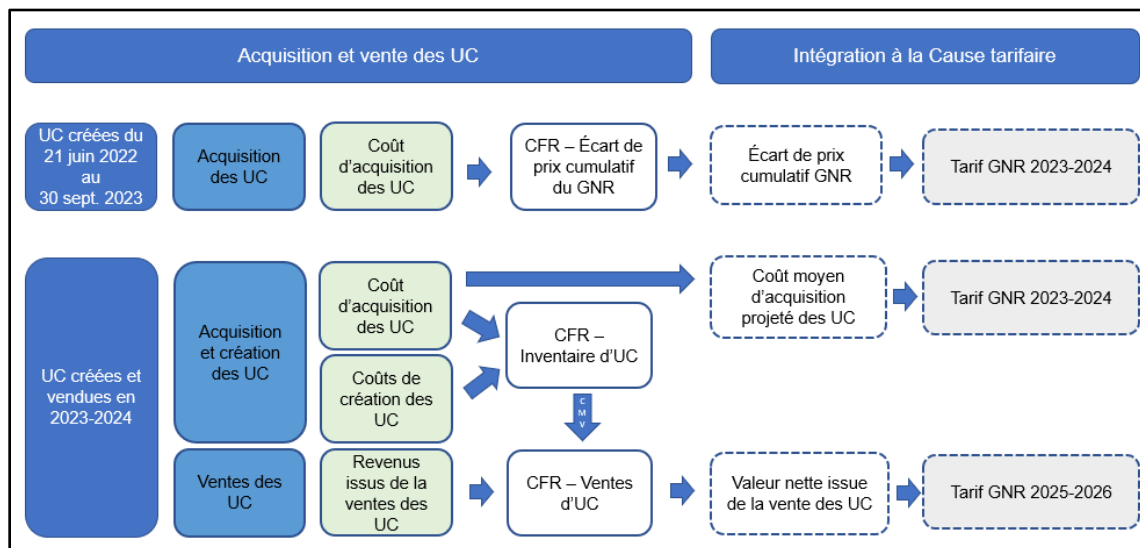 Acquisition et vente des UC
Intégration à la Cause tarifaire
UC créées du
21 juin 2022
au
30 sept. 2023
Acquisition
des UC
Coût
d’acquisition
des UC
CFR – Écart de
prix cumulatif
du GNR
Écart de prix
cumulatif GNR
Tarif GNR 2023-2024
UC créées et
vendues en
2023-2024
Acquisition
et création
des UC
Coût
d’acquisition
des UC
Coûts de
création des
UC
CFR –
Inventaire d’UC
C
M
V
Coût moyen
d’acquisition
projeté des UC
Tarif GNR 2023-2024
Ventes des
UC
Revenus
issus de la
ventes des
UC
CFR – Ventes
d’UC
Valeur nette issue
de la vente des UC
Tarif GNR 2025-2026